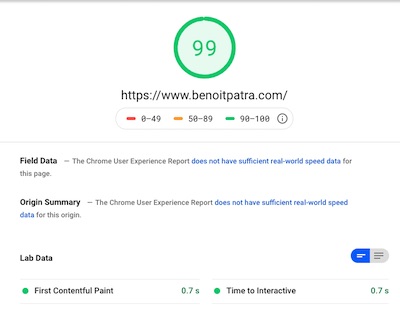 99
https://www.benoitpatra.com/
0–49 50–89 90–100
Field Data — The Chrome User Experience Report does not have sufficient real-world speed data for
this page.
Origin Summary — The Chrome User Experience Report does not have sufficient real-world speed
data for this origin.
Lab Data
First Contentful Paint 0.7 s Time to Interactive 0.7 s